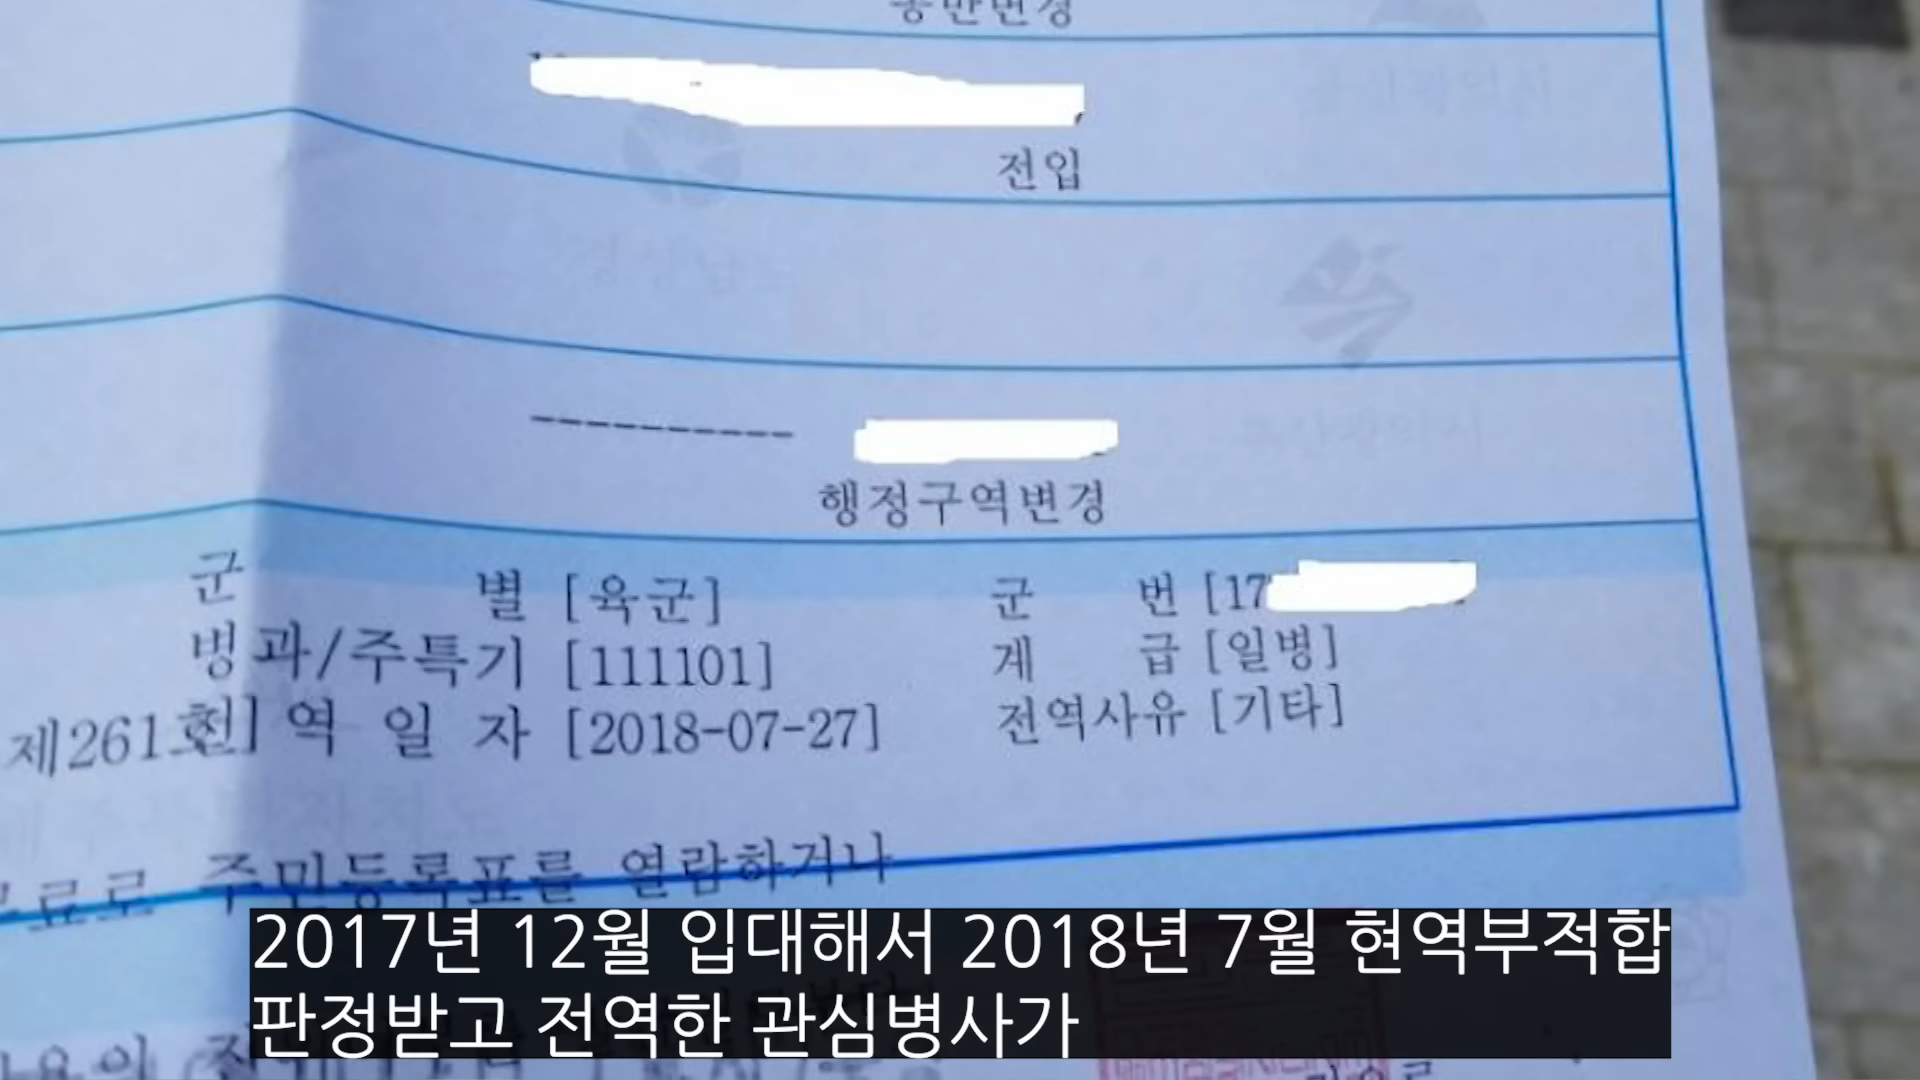 전입
행정구역변경
군 별 [육군] 군 번 [17
병과/주특기 [111101] 계 급 [일병]
제261호] 역 일 자 [2018-07-27] 전역사유 [기타]
주민등록표를 열람하거나
2017년 12월 입대해서 2018년 7월 현역부적합
판정받고 전역한 관심병사가